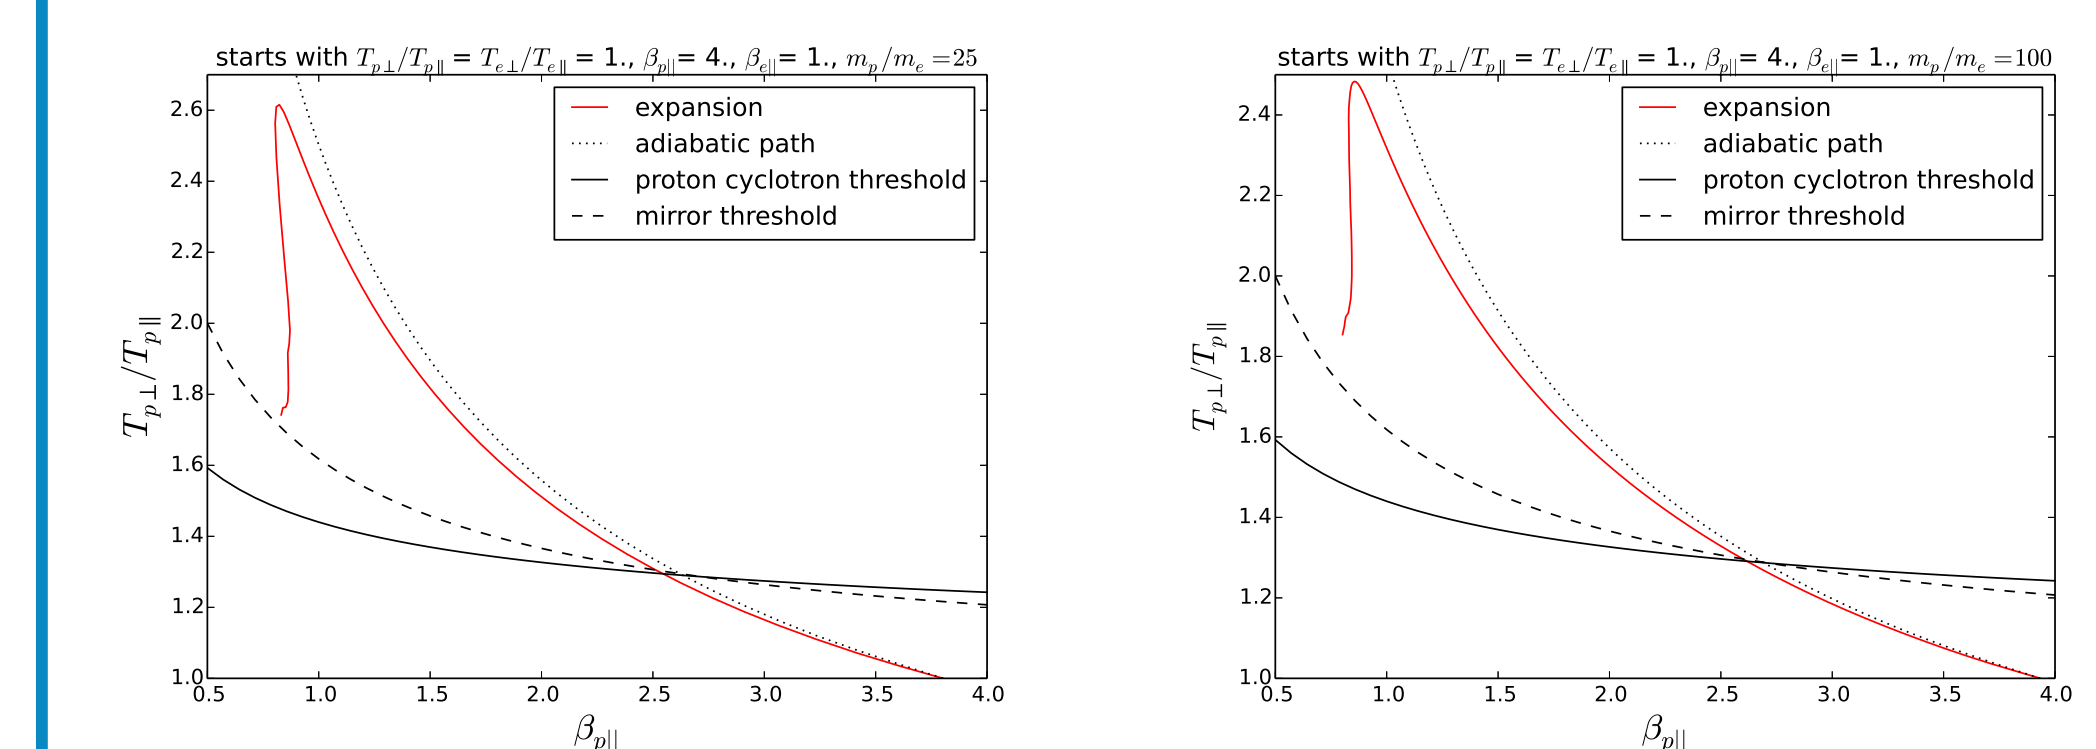 starts with T_{p⊥}/T_{p∥} = T_{e⊥}/T_{e∥} = 1., β_{p||}= 4., β_{e||}= 1., m_p/m_e =25
expansion
adiabatic path
proton cyclotron threshold
mirror threshold
2.6
2.4
2.2
2.0
1.8
1.6
1.4
1.2
1.0
T_{p⊥}/T_{p∥}
0.5 1.0 1.5 2.0 2.5 3.0 3.5 4.0
β_{p||}
starts with T_{p⊥}/T_{p∥} = T_{e⊥}/T_{e∥} = 1., β_{p||}= 4., β_{e||}= 1., m_p/m_e =100
expansion
adiabatic path
proton cyclotron threshold
mirror threshold
2.4
2.2
2.0
1.8
1.6
1.4
1.2
1.0
T_{p⊥}/T_{p∥}
0.5 1.0 1.5 2.0 2.5 3.0 3.5 4.0
β_{p||}